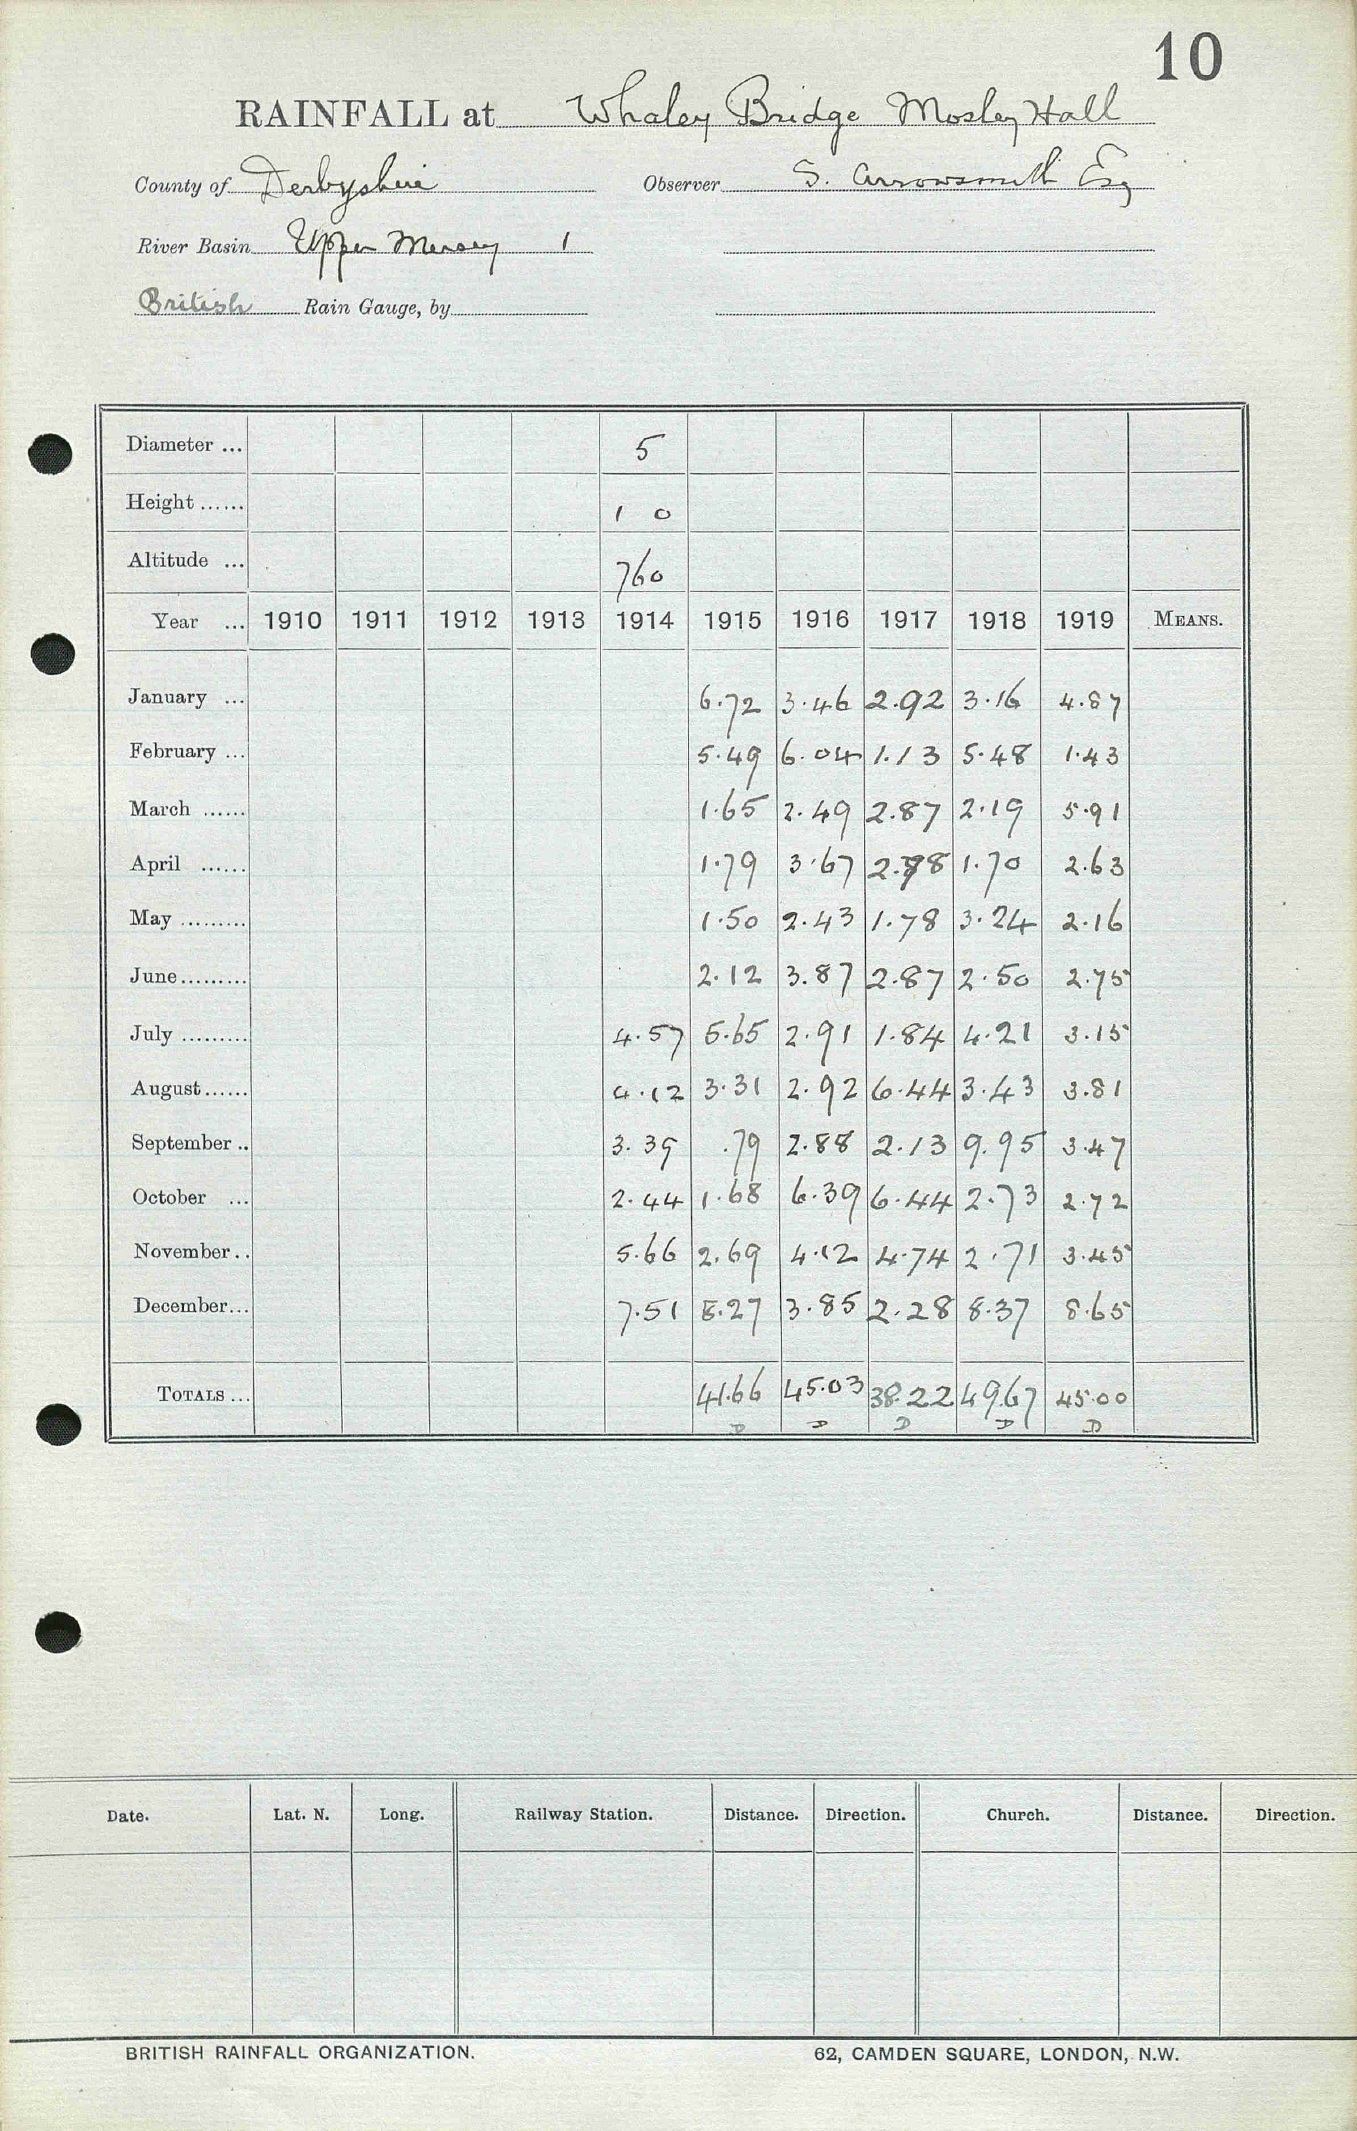 10
RAINFALL at Whaley Bridge Mosley Hall
County of Derbyshire Observer S. Arrowsmith Esq
River Basin Upper Mersey 1
British Rain Gauge, by
Diameter ... 5
Height ...... 1 0
Altitude ... 760
Year ... 1910 1911 1912 1913 1914 1915 1916 1917 1918 1919 MEANS.
January ... 6.72 3.46 2.92 3.16 4.87
February ... 5.49 6.04 1.13 5.48 1.43
March ...... 1.65 2.49 2.87 2.19 5.91
April ...... 1.79 3.67 2.78 1.70 2.63
May ......... 1.50 2.43 1.78 3.24 2.16
June......... 2.12 3.87 2.87 2.50 2.75
July ......... 4.57 5.65 2.91 1.84 4.21 3.15
August...... 4.12 3.31 2.92 6.44 3.43 3.81
September .. 3.39 .79 2.88 2.13 9.95 3.47
October ... 2.44 1.68 6.39 6.44 2.73 2.72
November.. 5.66 2.69 4.12 4.74 2.71 3.45
December... 7.51 8.27 3.85 2.28 8.37 8.65
TOTALS ... 41.66 45.03 38.22 49.67 45.00
D D D D D
Date. Lat. N. Long. Railway Station. Distance. Direction. Church. Distance. Direction.
BRITISH RAINFALL ORGANIZATION. 62, CAMDEN SQUARE, LONDON, N.W.